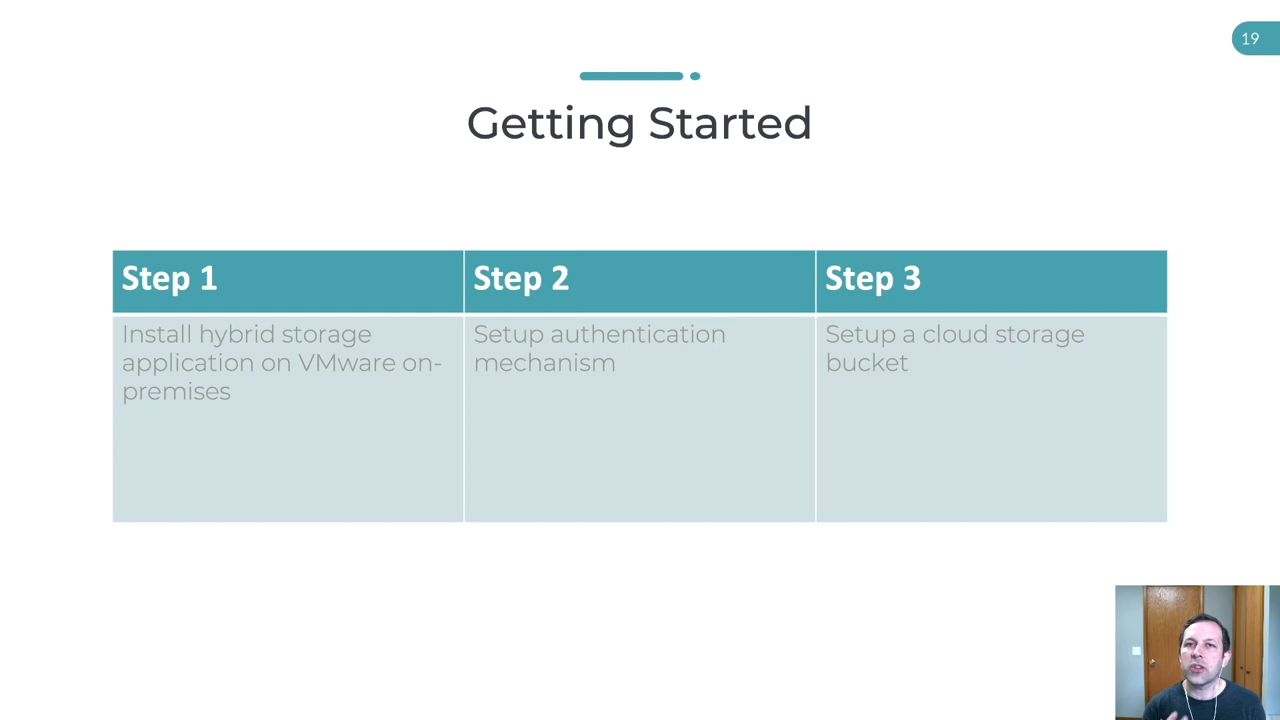 19
Getting Started
Step 1
Step 2
Step 3
Install hybrid storage
application on VMware on-
premises
Setup authentication
mechanism
Setup a cloud storage
bucket